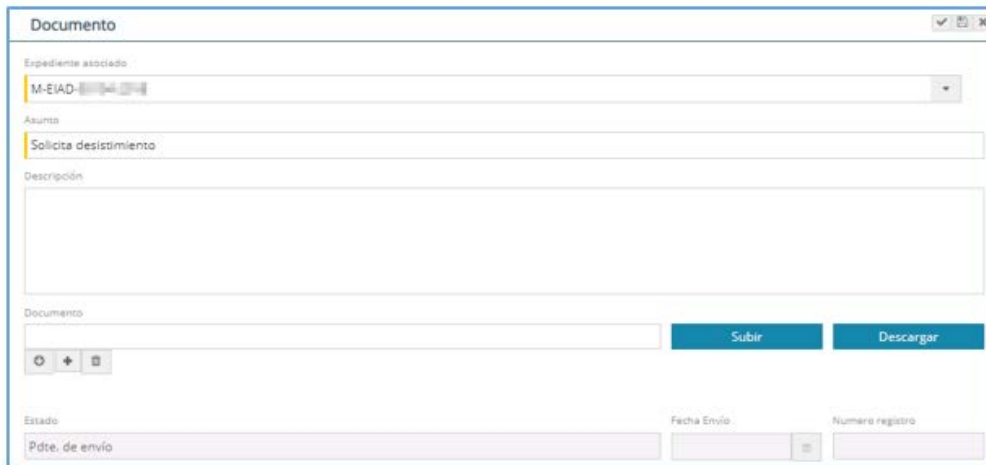 Documento
Expediente asociado
M-EIAD-
Asunto
Solicita desistimiento
Descripción
Documento
Subir Descargar
Estado Fecha Envío Numero registro
Pdte. de envío